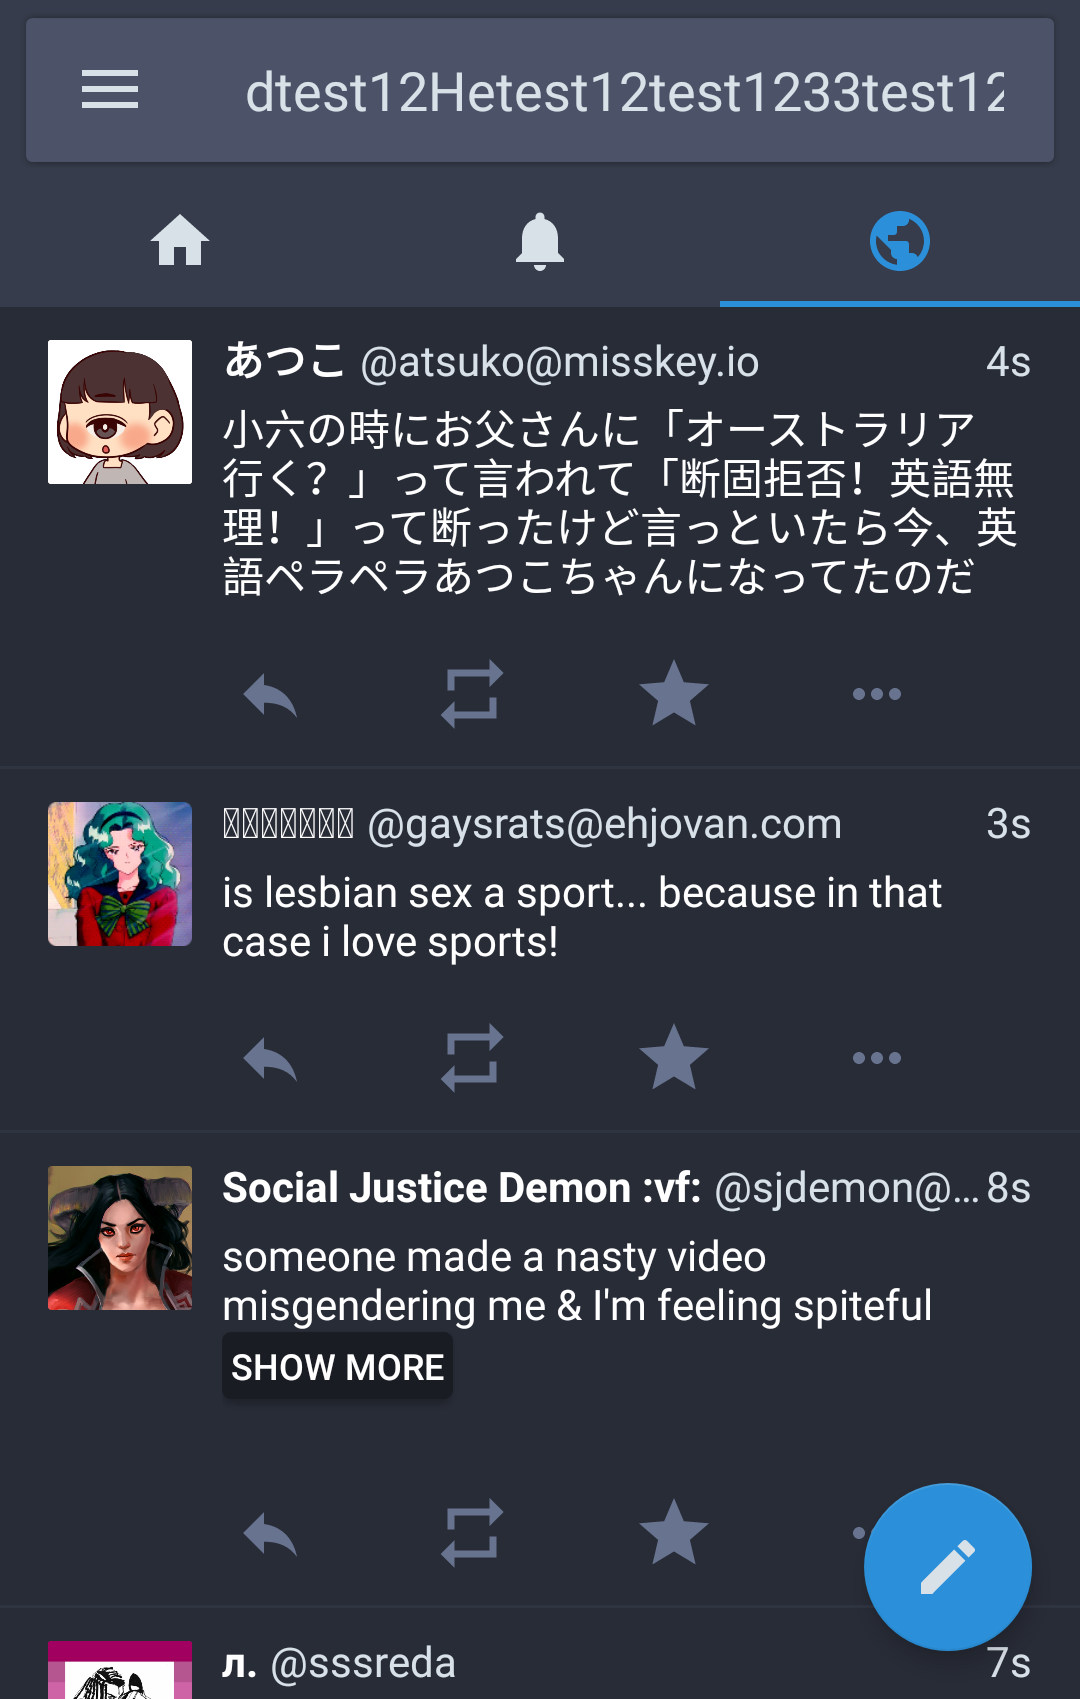 dtest12Hetest12test1233test12
あつこ @atsuko@misskey.io 4s
小六の時にお父さんに「オーストラリア
行く？」って言われて「断固拒否！英語無
理！」って断ったけど言っといたら今、英
語ペラペラあつこちゃんになってたのだ
@gaysrats@ehjovan.com 3s
is lesbian sex a sport... because in that
case i love sports!
Social Justice Demon :vf: @sjdemon@... 8s
someone made a nasty video
misgendering me & I'm feeling spiteful
SHOW MORE
л. @sssreda 7s